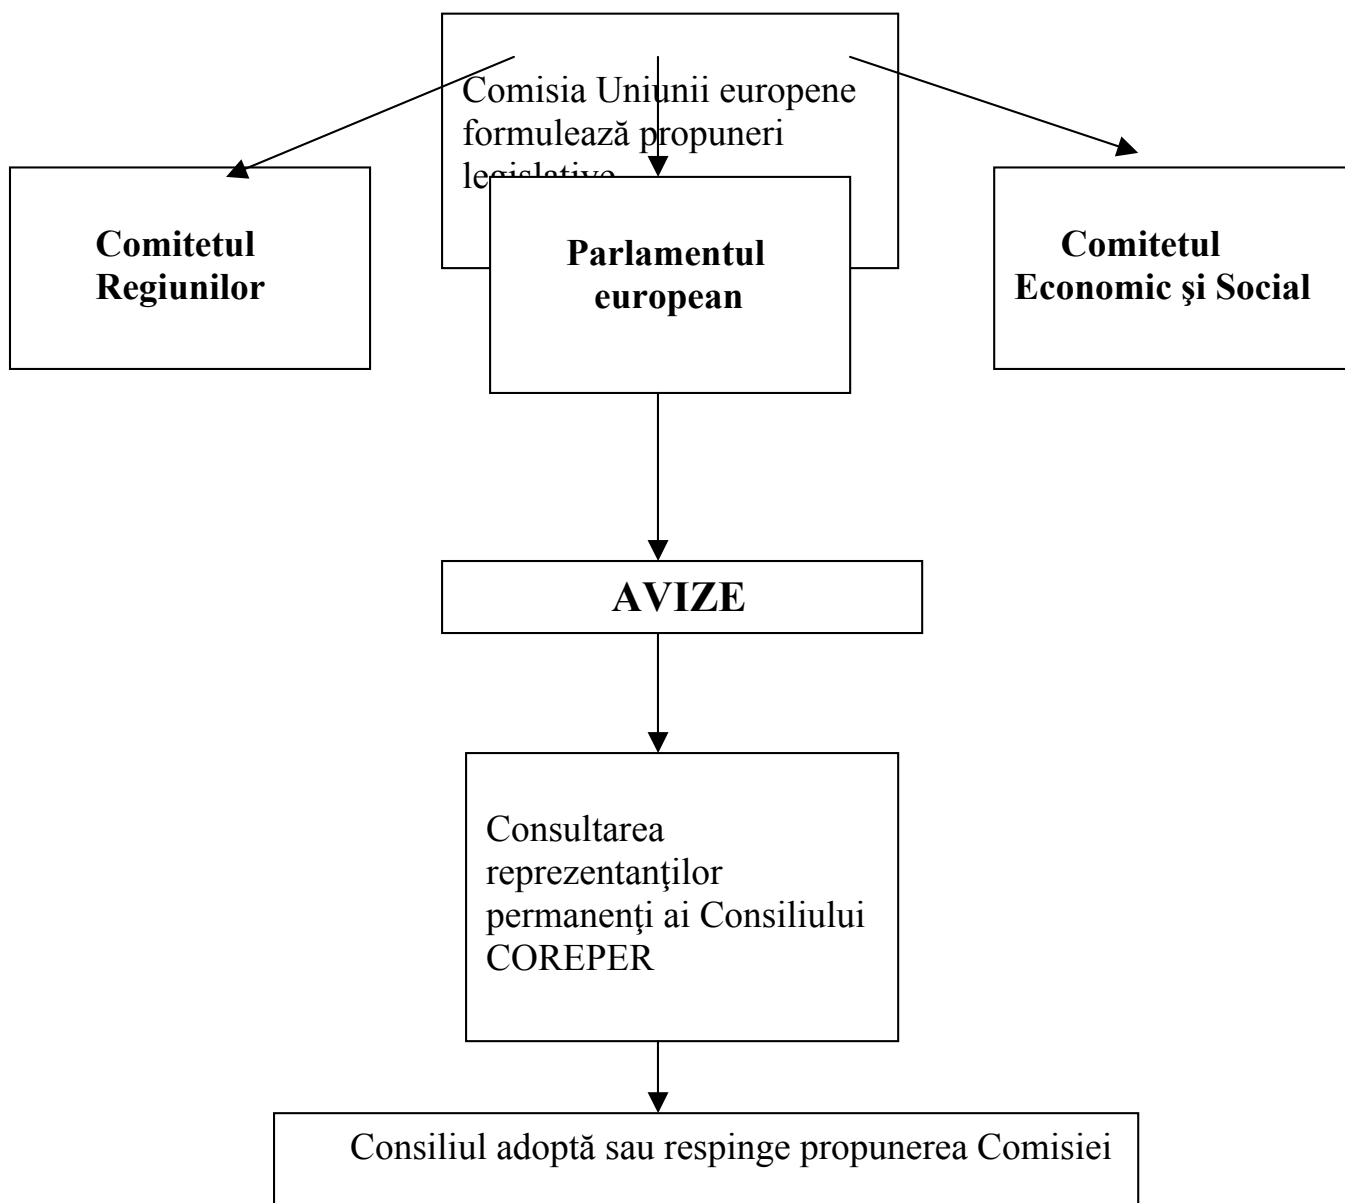 Comisia Uniunii europene
formulează propuneri
legislative
Comitetul
Regiunilor
Parlamentul
european
Comitetul
Economic şi Social
AVIZE
Consultarea
reprezentanţilor
permanenţi ai Consiliului
COREPER
Consiliul adoptă sau respinge propunerea Comisiei